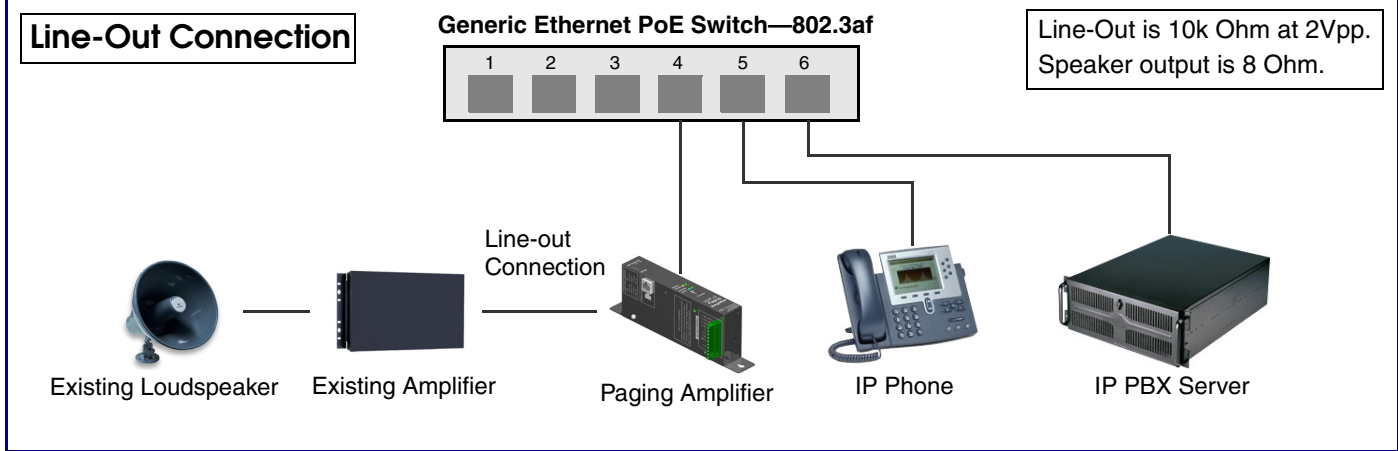 Line-Out Connection
Generic Ethernet PoE Switch—802.3af
1 2 3 4 5 6
Line-Out is 10k Ohm at 2Vpp.
Speaker output is 8 Ohm.
Line-out
Connection
Existing Loudspeaker
Existing Amplifier
Paging Amplifier
IP Phone
IP PBX Server